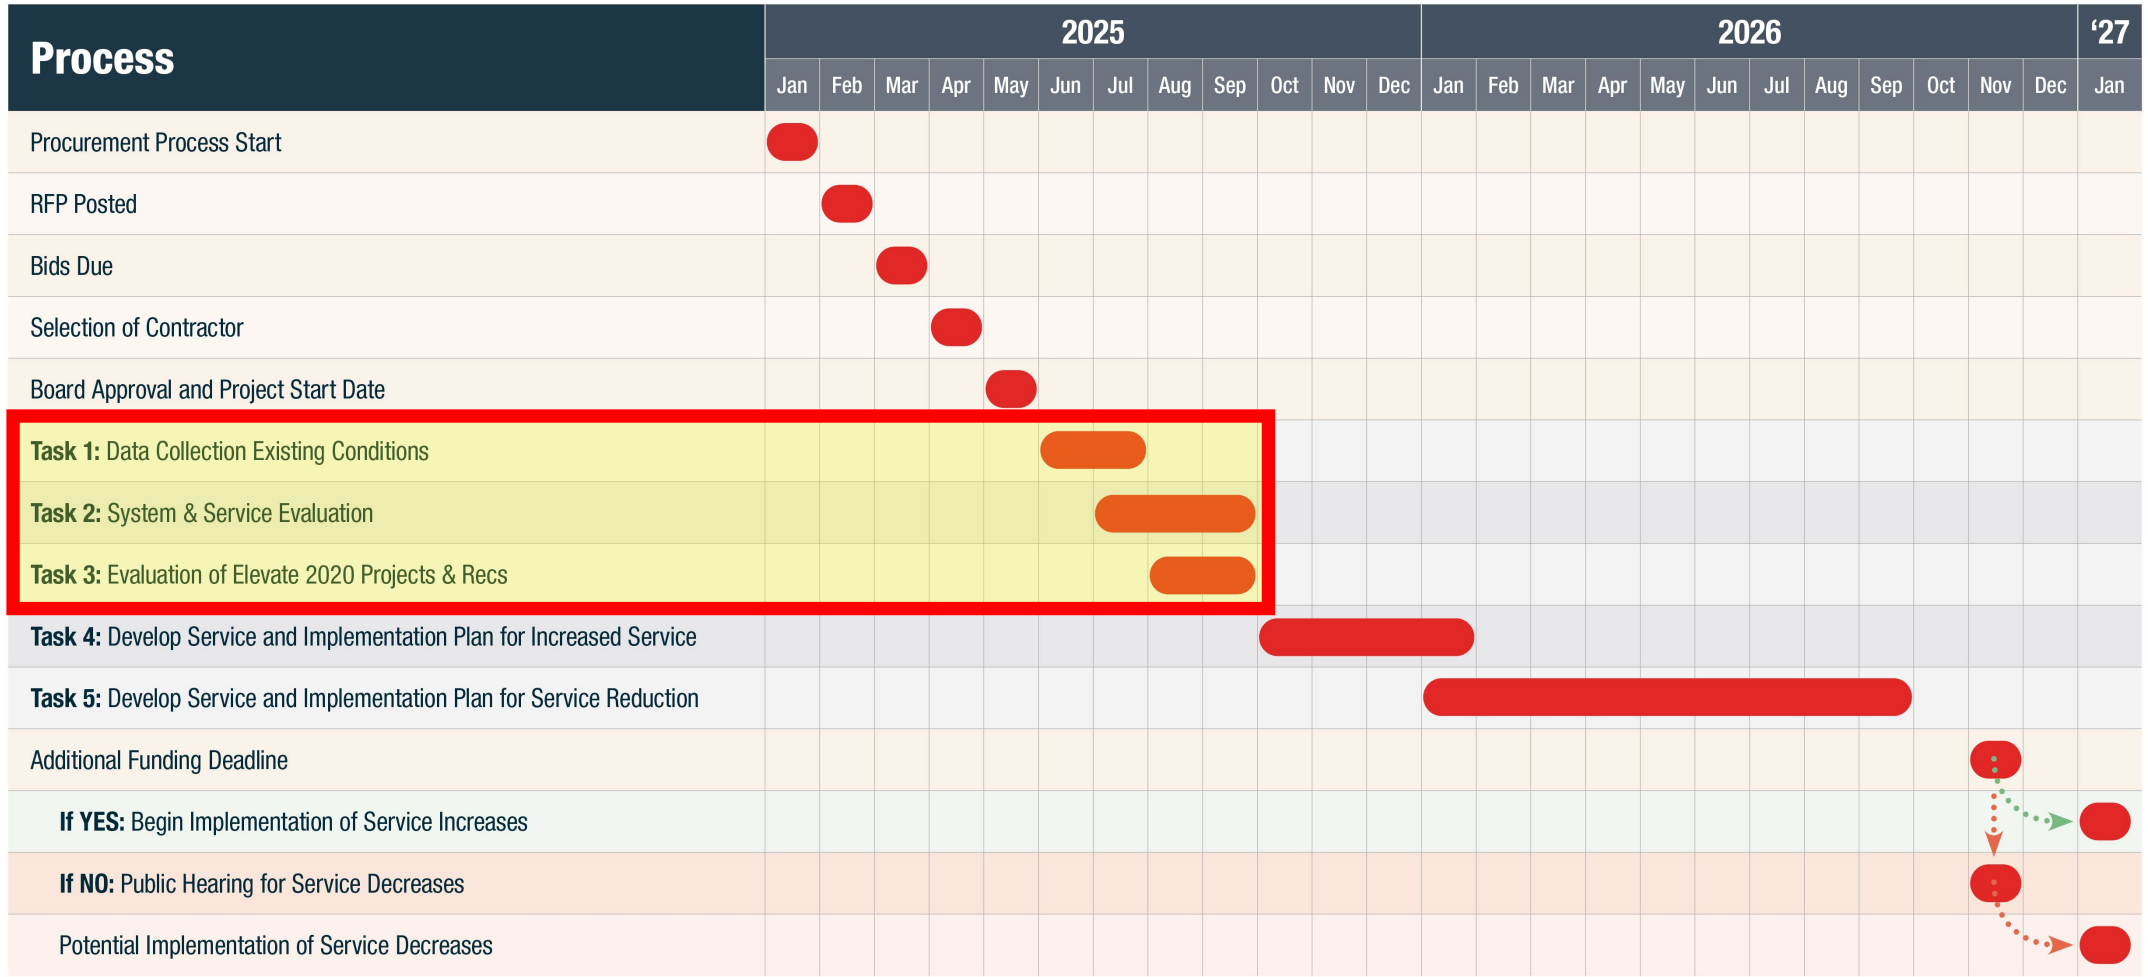 Process
2025 2026 ‘27
Jan Feb Mar Apr May Jun Jul Aug Sep Oct Nov Dec Jan Feb Mar Apr May Jun Jul Aug Sep Oct Nov Dec Jan
Procurement Process Start
RFP Posted
Bids Due
Selection of Contractor
Board Approval and Project Start Date
Task 1: Data Collection Existing Conditions
Task 2: System & Service Evaluation
Task 3: Evaluation of Elevate 2020 Projects & Recs
Task 4: Develop Service and Implementation Plan for Increased Service
Task 5: Develop Service and Implementation Plan for Service Reduction
Additional Funding Deadline
If YES: Begin Implementation of Service Increases
If NO: Public Hearing for Service Decreases
Potential Implementation of Service Decreases